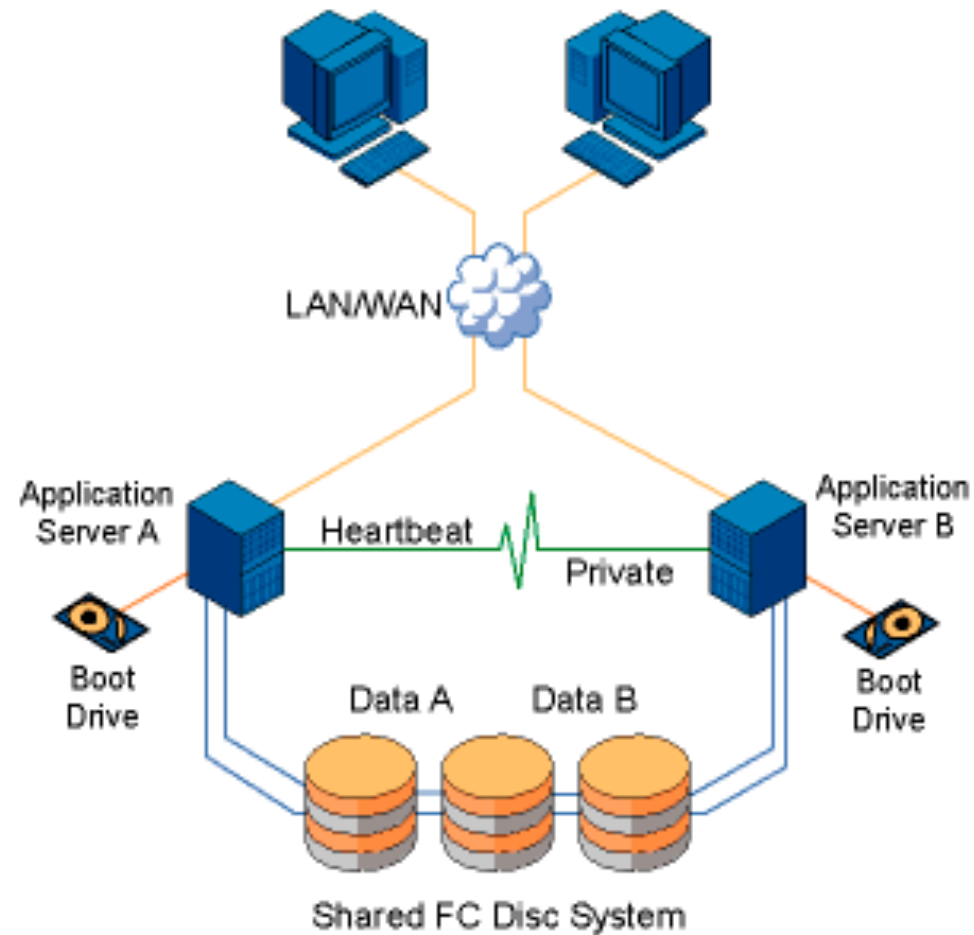 LAN/WAN
Application
Server A
Application
Server B
Heartbeat
Private
Boot
Drive
Boot
Drive
Data A
Data B
Shared FC Disc System